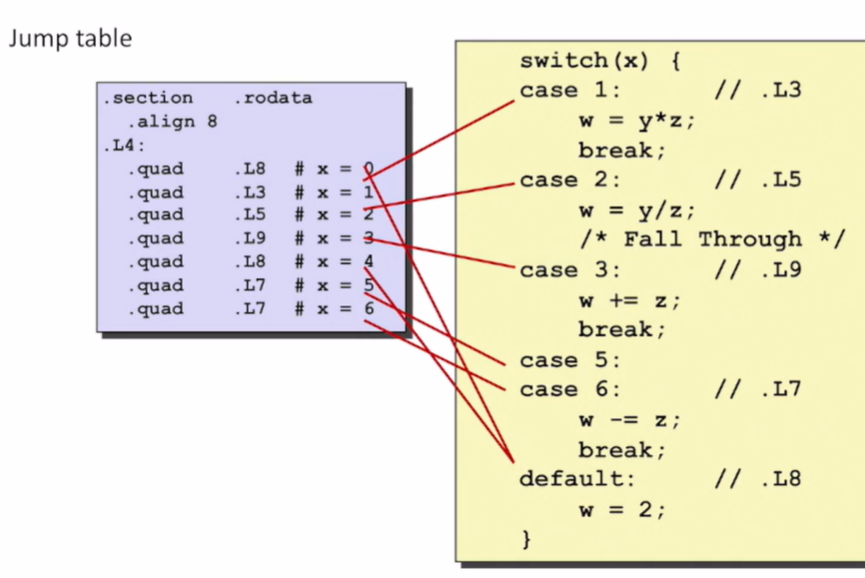 Jump table
.section .rodata
.align 8
.L4:
.quad .L8 # x = 0
.quad .L3 # x = 1
.quad .L5 # x = 2
.quad .L9 # x = 3
.quad .L8 # x = 4
.quad .L7 # x = 5
.quad .L7 # x = 6
switch(x) {
case 1: // .L3
w = y*z;
break;
case 2: // .L5
w = y/z;
/* Fall Through */
case 3: // .L9
w += z;
break;
case 5:
case 6: // .L7
w -= z;
break;
default: // .L8
w = 2;
}